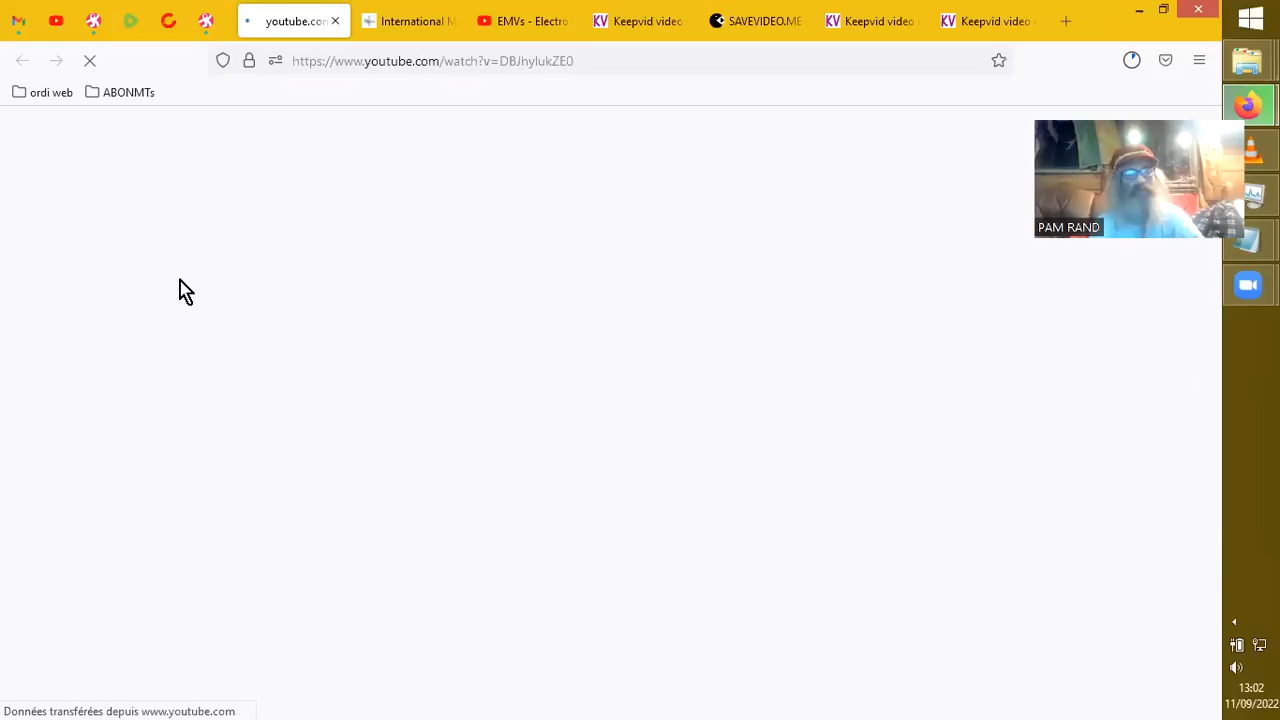 youtube.con
International M
EMVs - Electro
Keepvid video
SAVEVIDEO.ME
Keepvid video
Keepvid video
https://www.youtube.com/watch?v=DBJhylukZE0
ordi web
ABONMTs
PAM RAND
Données transférées depuis www.youtube.com
13:02
11/09/2022